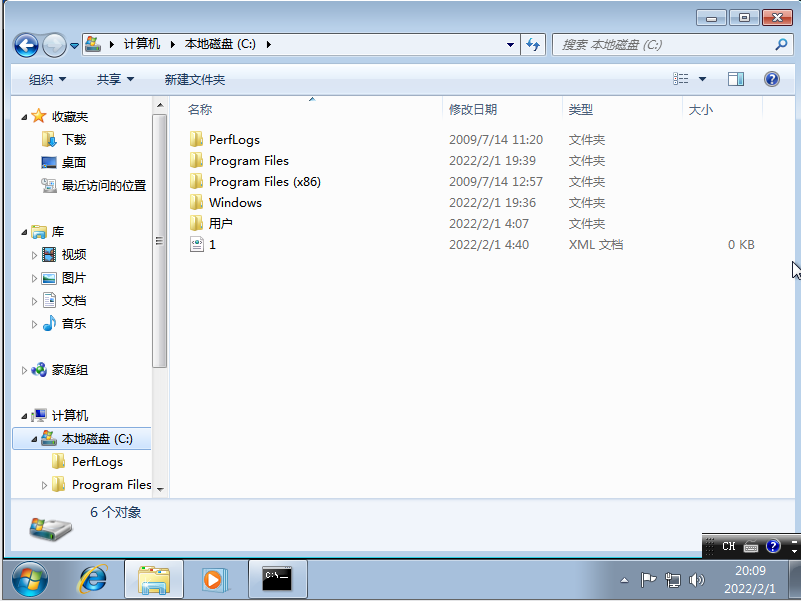 计算机 本地磁盘 (C:)
搜索 本地磁盘 (C:)
组织 共享 新建文件夹
名称 修改日期 类型 大小
PerfLogs 2009/7/14 11:20 文件夹
Program Files 2022/2/1 19:39 文件夹
Program Files (x86) 2009/7/14 12:57 文件夹
Windows 2022/2/1 19:36 文件夹
用户 2022/2/1 4:07 文件夹
1 2022/2/1 4:40 XML 文档 0 KB
收藏夹
下载
桌面
最近访问的位置
库
视频
图片
文档
音乐
家庭组
计算机
本地磁盘 (C:)
PerfLogs
Program Files
6 个对象
CH
C:\
20:09
2022/2/1